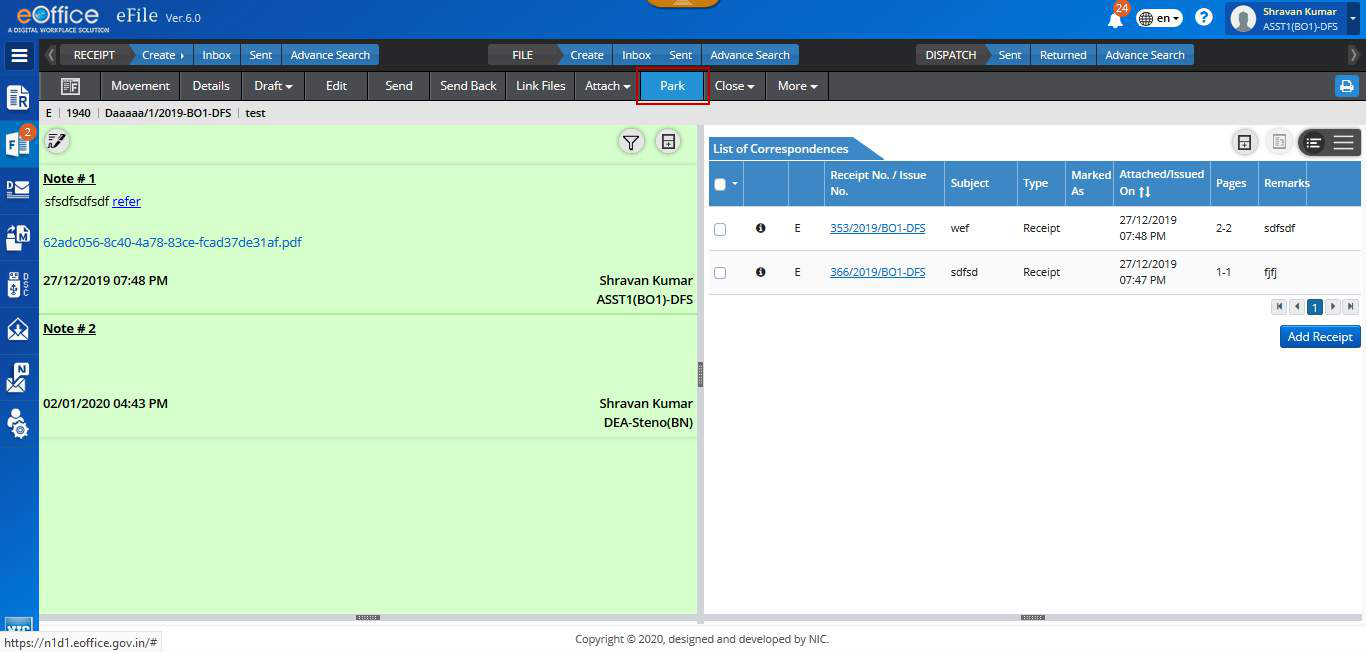 eOffice eFile Ver.6.0
A DIGITAL WORKPLACE SOLUTION
24
en
?
Shravan Kumar
ASST1(BO1)-DFS
RECEIPT Create Inbox Sent Advance Search
FILE Create Inbox Sent Advance Search
DISPATCH Sent Returned Advance Search
Movement Details Draft Edit Send Send Back Link Files Attach Park Close More
E | 1940 | Daaaaa/1/2019-BO1-DFS | test
R
F 2
D
M
DSC
N
Note # 1
sfsdfsdfsdf refer
62adc056-8c40-4a78-83ce-fcad37de31af.pdf
27/12/2019 07:48 PM Shravan Kumar
ASST1(BO1)-DFS
Note # 2
02/01/2020 04:43 PM Shravan Kumar
DEA-Steno(BN)
List of Correspondences
Receipt No. / Issue No. Subject Type Marked As Attached/Issued On Pages Remarks
E 353/2019/BO1-DFS wef Receipt 27/12/2019 07:48 PM 2-2 sdfsdf
E 366/2019/BO1-DFS sdfsd Receipt 27/12/2019 07:47 PM 1-1 fjfj
1
Add Receipt
NIC
https://n1d1.eoffice.gov.in/#
Copyright © 2020, designed and developed by NIC.